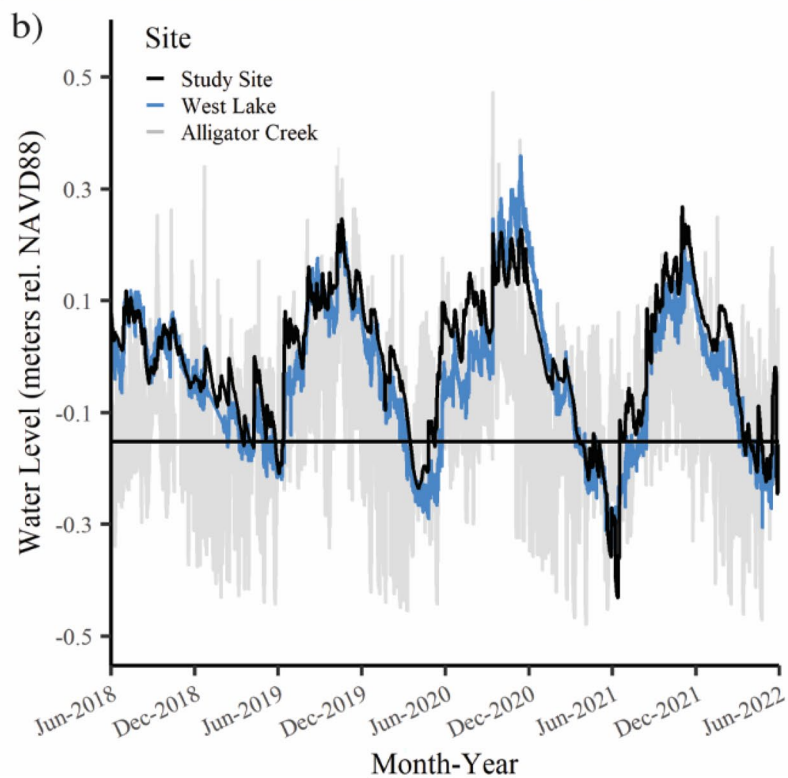 b)
Site
Study Site
West Lake
Alligator Creek
Water Level (meters rel. NAVD88)
0.5
0.3
0.1
-0.1
-0.3
-0.5
Jun-2018
Dec-2018
Jun-2019
Dec-2019
Jun-2020
Dec-2020
Jun-2021
Dec-2021
Jun-2022
Month-Year